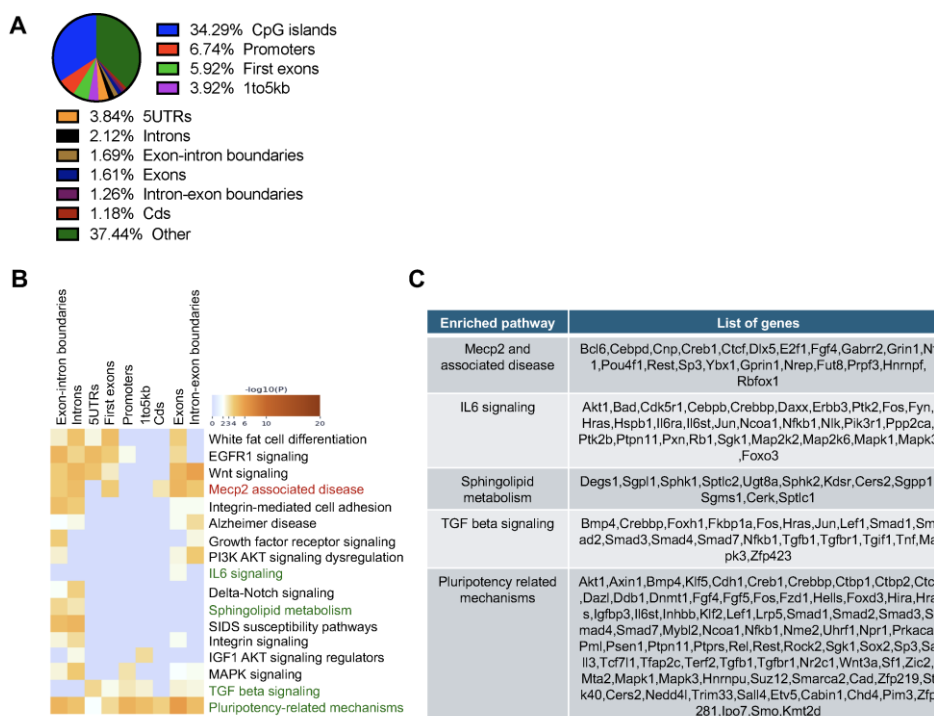 A
34.29% CpG islands
6.74% Promoters
5.92% First exons
3.92% 1to5kb
3.84% 5UTRs
2.12% Introns
1.69% Exon-intron boundaries
1.61% Exons
1.26% Intron-exon boundaries
1.18% Cds
37.44% Other
B
Exon-intron boundaries
Introns
5UTRs
First exons
Promoters
1to5kb
Cds
Exons
Intron-exon boundaries
-log10(P)
0 2 3 4 6 10 20
White fat cell differentiation
EGFR1 signaling
Wnt signaling
Mecp2 associated disease
Integrin-mediated cell adhesion
Alzheimer disease
Growth factor receptor signaling
PI3K AKT signaling dysregulation
IL6 signaling
Delta-Notch signaling
Sphingolipid metabolism
SIDS susceptibility pathways
Integrin signaling
IGF1 AKT signaling regulators
MAPK signaling
TGF beta signaling
Pluripotency-related mechanisms
C
Enriched pathway
List of genes
Mecp2 and
associated disease
Bcl6,Cebpd,Cnp,Creb1,Ctcf,Dlx5,E2f1,Fgf4,Gabrr2,Grin1,N
1,Pou4f1,Rest,Sp3,Ybx1,Gprin1,Nrep,Fut8,Prpf3,Hnrnpf,
Rbfox1
IL6 signaling
Akt1,Bad,Cdk5r1,Cebpb,Crebbp,Daxx,Erbb3,Ptk2,Fos,Fyn,
Hras,Hspb1,Il6ra,Il6st,Jun,Ncoa1,Nfkb1,Nlk,Pik3r1,Ppp2ca,
Ptk2b,Ptpn11,Pxn,Rb1,Sgk1,Map2k2,Map2k6,Mapk1,Mapk3
,Foxo3
Sphingolipid
metabolism
Degs1,Sgpl1,Sphk1,Sptlc2,Ugt8a,Sphk2,Kdsr,Cers2,Sgpp1
Sgms1,Cerk,Sptlc1
TGF beta signaling
Bmp4,Crebbp,Foxh1,Fkbp1a,Fos,Hras,Jun,Lef1,Smad1,Sm
ad2,Smad3,Smad4,Smad7,Nfkb1,Tgfb1,Tgfbr1,Tgif1,Tnf,Ma
pk3,Zfp423
Pluripotency related
mechanisms
Akt1,Axin1,Bmp4,Klf5,Cdh1,Creb1,Crebbp,Ctbp1,Ctbp2,Ctc
,Dazl,Ddb1,Dnmt1,Fgf4,Fgf5,Fos,Fzd1,Hells,Foxd3,Hira,Hra
s,Igfbp3,Il6st,Inhbb,Klf2,Lef1,Lrp5,Smad1,Smad2,Smad3,S
mad4,Smad7,Mybl2,Ncoa1,Nfkb1,Nme2,Uhrf1,Npr1,Prkaca
Pml,Psen1,Ptpn11,Ptprs,Rel,Rest,Rock2,Sgk1,Sox2,Sp3,Sa
ll3,Tcf7l1,Tfap2c,Terf2,Tgfb1,Tgfbr1,Nr2c1,Wnt3a,Sf1,Zic2,
Mta2,Mapk1,Mapk3,Hnrnpu,Suz12,Smarca2,Cad,Zfp219,St
k40,Cers2,Nedd4l,Trim33,Sall4,Etv5,Cabin1,Chd4,Pim3,Zfp
281,Ipo7,Smo,Kmt2d